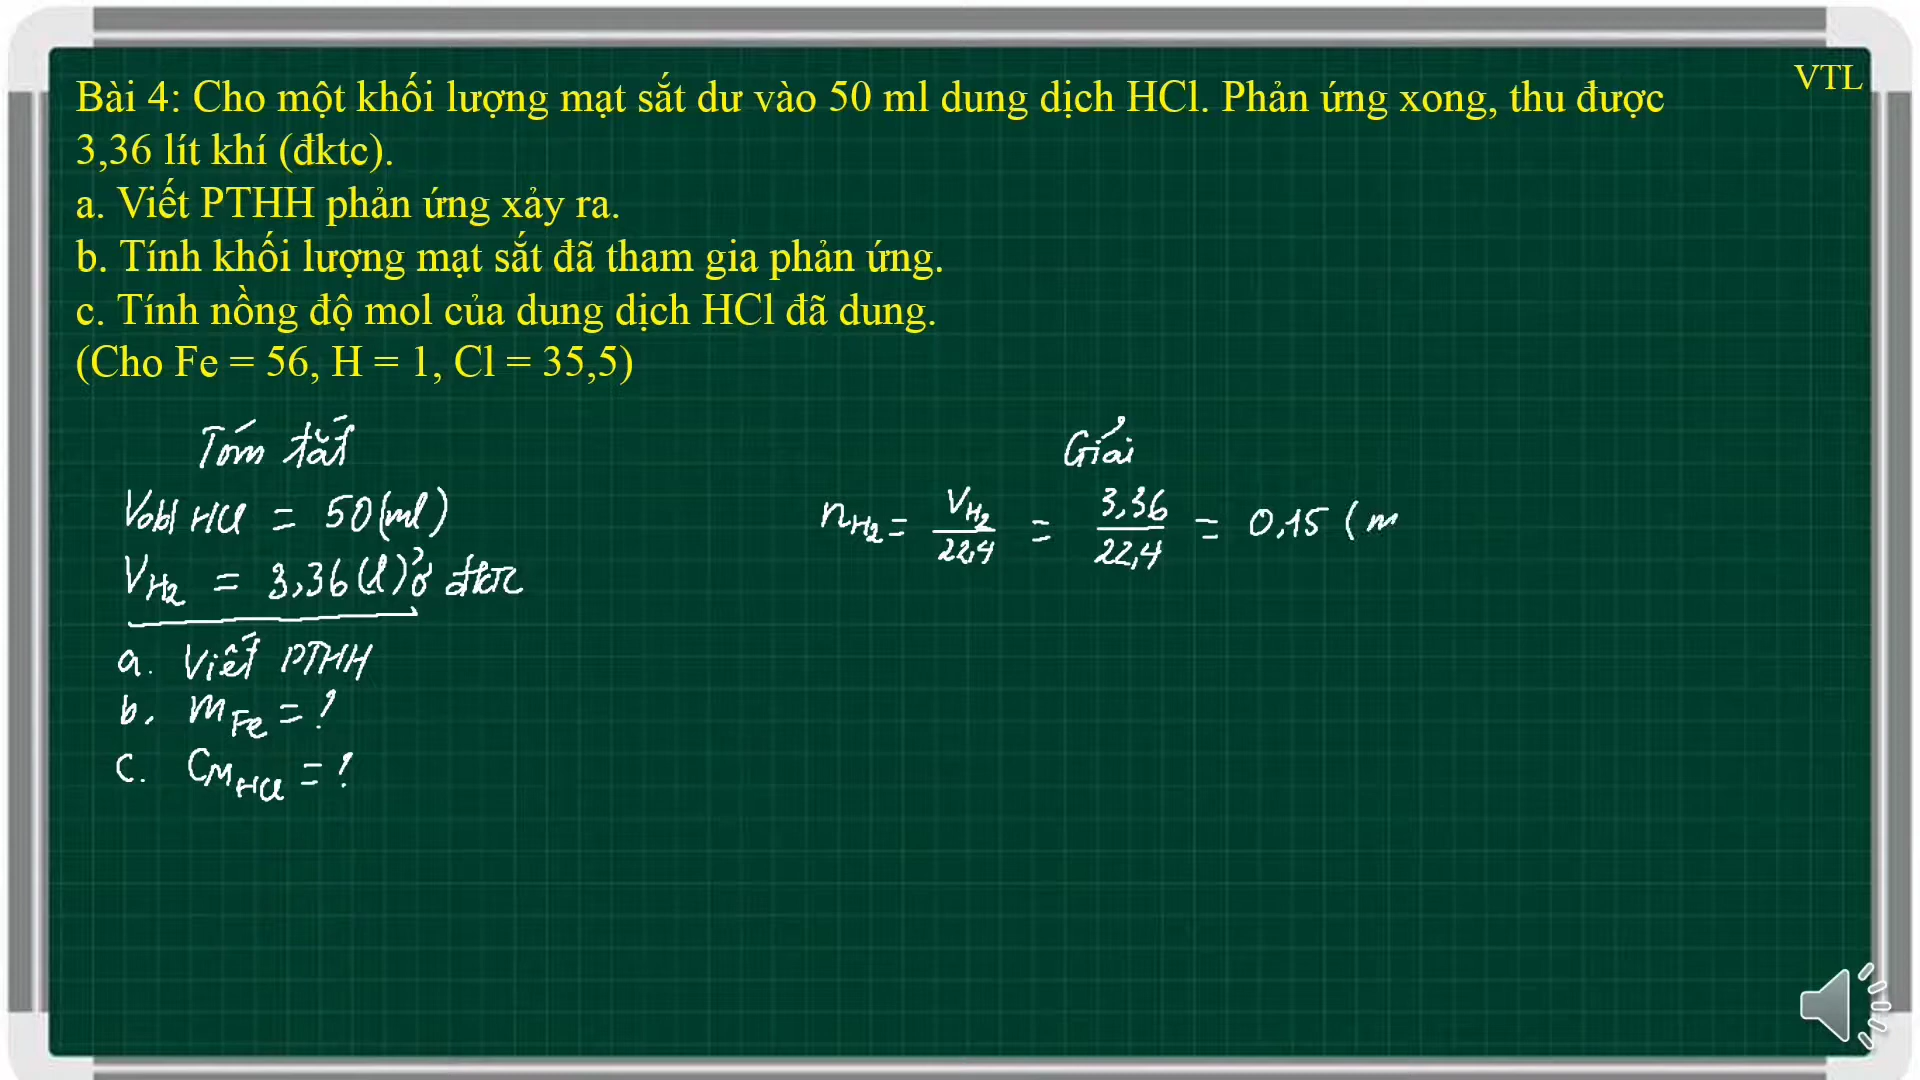 VTL
Bài 4: Cho một khối lượng mạt sắt dư vào 50 ml dung dịch HCl. Phản ứng xong, thu được
3,36 lít khí (đktc).
a. Viết PTHH phản ứng xảy ra.
b. Tính khối lượng mạt sắt đã tham gia phản ứng.
c. Tính nồng độ mol của dung dịch HCl đã dung.
(Cho Fe = 56, H = 1, Cl = 35,5)
Tóm tắt
Vdd HCl = 50(ml)
VH2 = 3,36(l) ở đktc
a. Viết PTHH
b. mFe = ?
c. CMHCl = ?
Giải
nH2 = VH2/22,4 = 3,36/22,4 = 0,15 (m